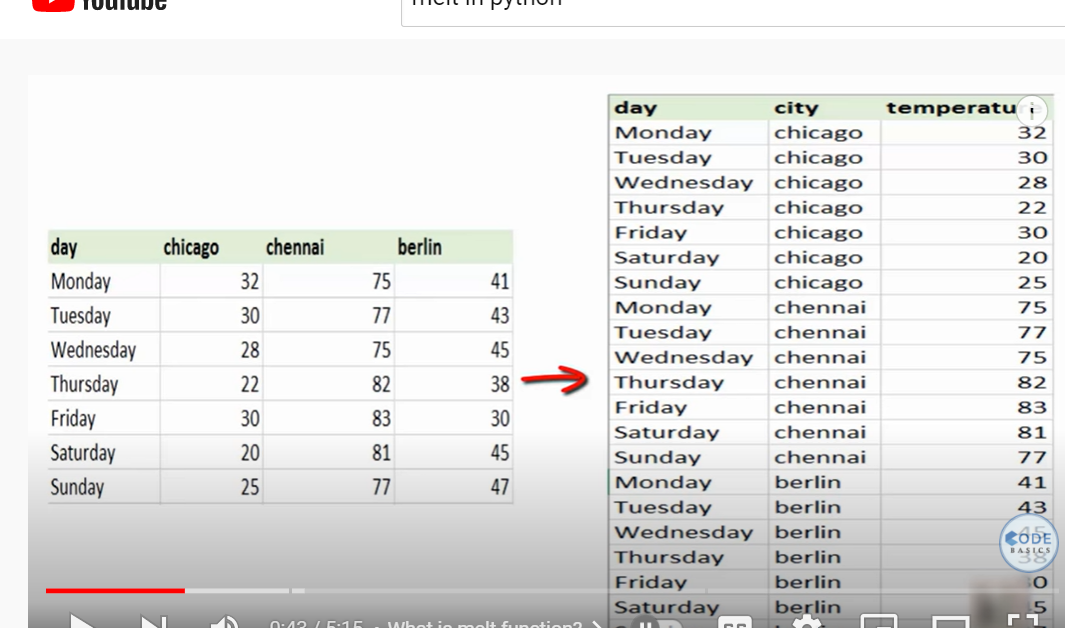 YouTube
melt in python
day chicago chennai berlin
Monday 32 75 41
Tuesday 30 77 43
Wednesday 28 75 45
Thursday 22 82 38
Friday 30 83 30
Saturday 20 81 45
Sunday 25 77 47
day city temperature
Monday chicago 32
Tuesday chicago 30
Wednesday chicago 28
Thursday chicago 22
Friday chicago 30
Saturday chicago 20
Sunday chicago 25
Monday chennai 75
Tuesday chennai 77
Wednesday chennai 75
Thursday chennai 82
Friday chennai 83
Saturday chennai 81
Sunday chennai 77
Monday berlin 41
Tuesday berlin 43
Wednesday berlin 45
Thursday berlin 38
Friday berlin
Saturday berlin
CODE
BASICS
0:43 / 5:15 • What is melt function? >
CC